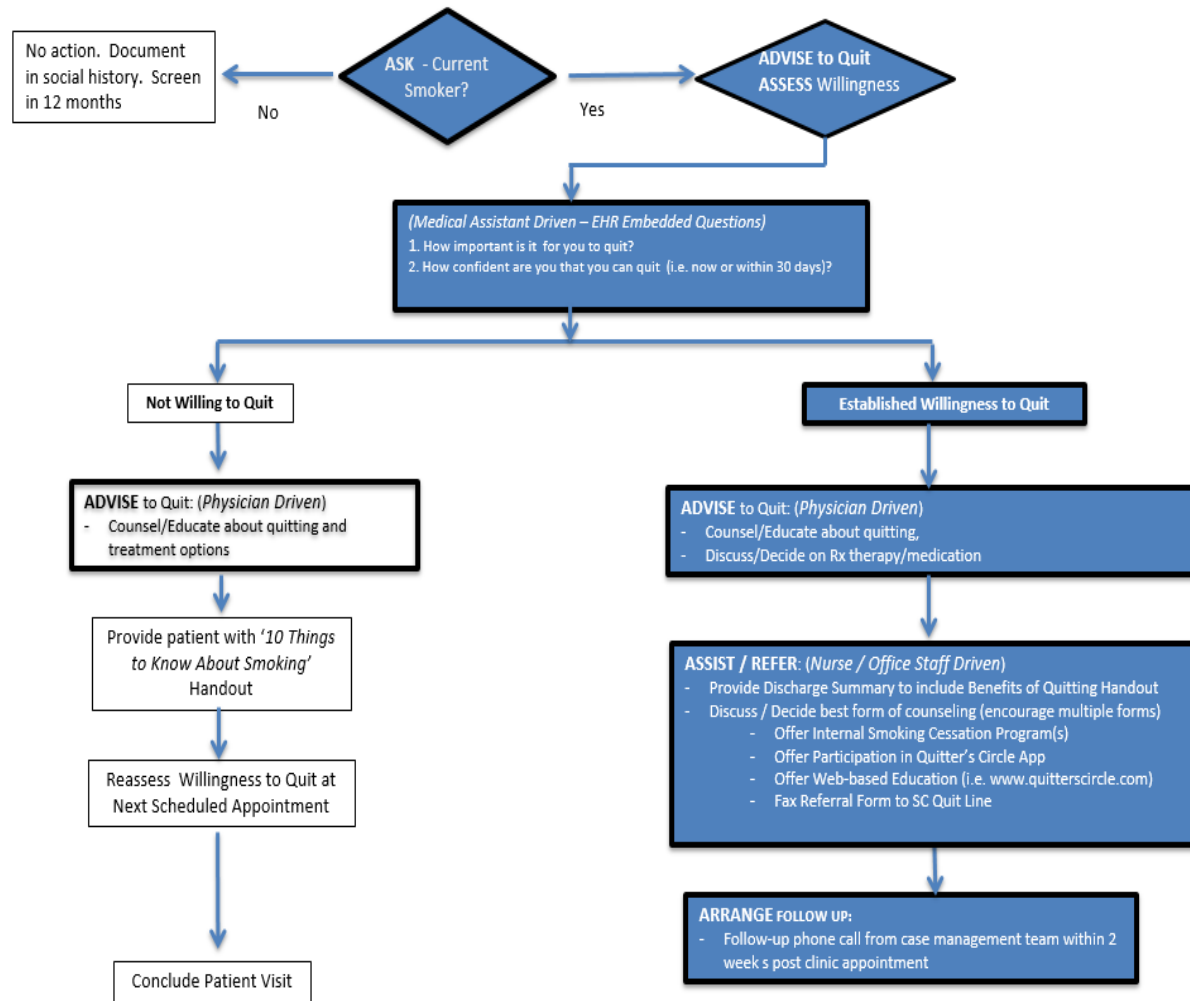 No action. Document
in social history. Screen
in 12 months
No
ASK - Current
Smoker?
Yes
ADVISE to Quit
ASSESS Willingness
(Medical Assistant Driven – EHR Embedded Questions)
1. How important is it for you to quit?
2. How confident are you that you can quit (i.e. now or within 30 days)?
Not Willing to Quit
ADVISE to Quit: (Physician Driven)
- Counsel/Educate about quitting and
treatment options
Provide patient with '10 Things
to Know About Smoking'
Handout
Reassess Willingness to Quit at
Next Scheduled Appointment
Conclude Patient Visit
Established Willingness to Quit
ADVISE to Quit: (Physician Driven)
- Counsel/Educate about quitting,
- Discuss/Decide on Rx therapy/medication
ASSIST / REFER: (Nurse / Office Staff Driven)
- Provide Discharge Summary to include Benefits of Quitting Handout
- Discuss / Decide best form of counseling (encourage multiple forms)
- Offer Internal Smoking Cessation Program(s)
- Offer Participation in Quitter's Circle App
- Offer Web-based Education (i.e. www.quitterscircle.com)
- Fax Referral Form to SC Quit Line
ARRANGE FOLLOW UP:
- Follow-up phone call from case management team within 2
week s post clinic appointment